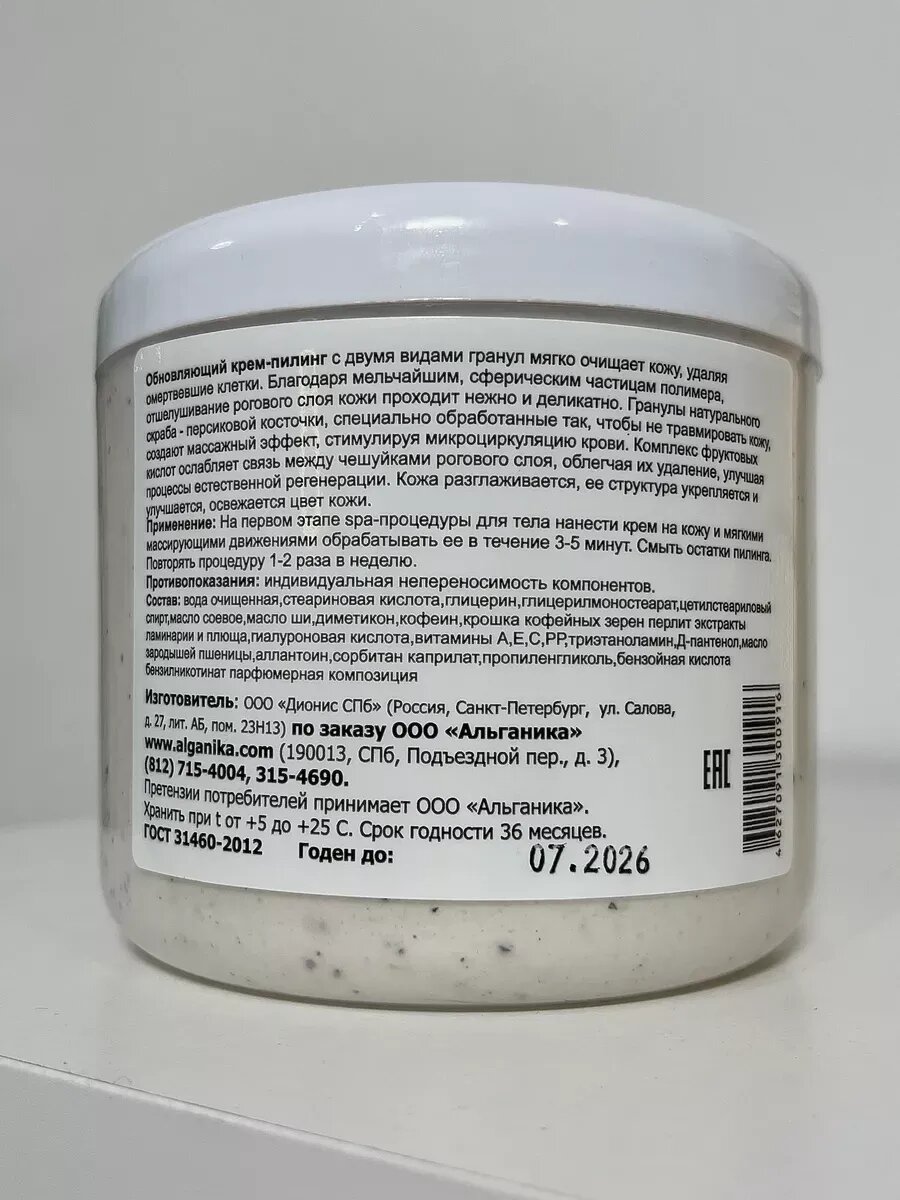 Обновляющий крем-пилинг с двумя видами гранул мягко очищает кожу, удаляя
омертвевшие клетки. Благодаря мельчайшим, сферическим частицам полимера,
отшелушивание рогового слоя кожи проходит нежно и деликатно. Гранулы натурального
скраба - персиковой косточки, специально обработанные так, чтобы не травмировать кожу,
создают массажный эффект, стимулируя микроциркуляцию крови. Комплекс фруктовых
кислот ослабляет связь между чешуйками рогового слоя, облегчая их удаление, улучшая
процессы естественной регенерации. Кожа разглаживается, ее структура укрепляется и
улучшается, освежается цвет кожи.
Применение: На первом этапе spa-процедуры для тела нанести крем на кожу и мягкими
массирующими движениями обрабатывать ее в течение 3-5 минут. Смыть остатки пилинга.
Повторять процедуру 1-2 раза в неделю.
Противопоказания: индивидуальная непереносимость компонентов.
Состав: вода очищенная,стеариновая кислота,глицерин,глицерилмоностеарат,цетилстеариловый
спирт,масло соевое,масло ши,диметикон,кофеин,крошка кофейных зерен перлит экстракты
ламинарии и плюща,гиалуроновая кислота,витамины А,Е,С,РР,триэтаноламин,Д-пантенол,масло
зародышей пшеницы,аллантоин,сорбитан каприлат,пропиленгликоль,бензойная кислота
бензилникотинат парфюмерная композиция
Изготовитель: ООО «Дионис СПб» (Россия, Санкт-Петербург, ул. Салова,
д. 27, лит. АБ, пом. 23Н13) по заказу ООО «Альганика»
www.alganika.com (190013, СПб, Подъездной пер., д. 3),
(812) 715-4004, 315-4690.
Претензии потребителей принимает ООО «Альганика».
Хранить при t от +5 до +25 С. Срок годности 36 месяцев.
ГОСТ 31460-2012 Годен до: 07.2026
ЕАС
4 627091 300916